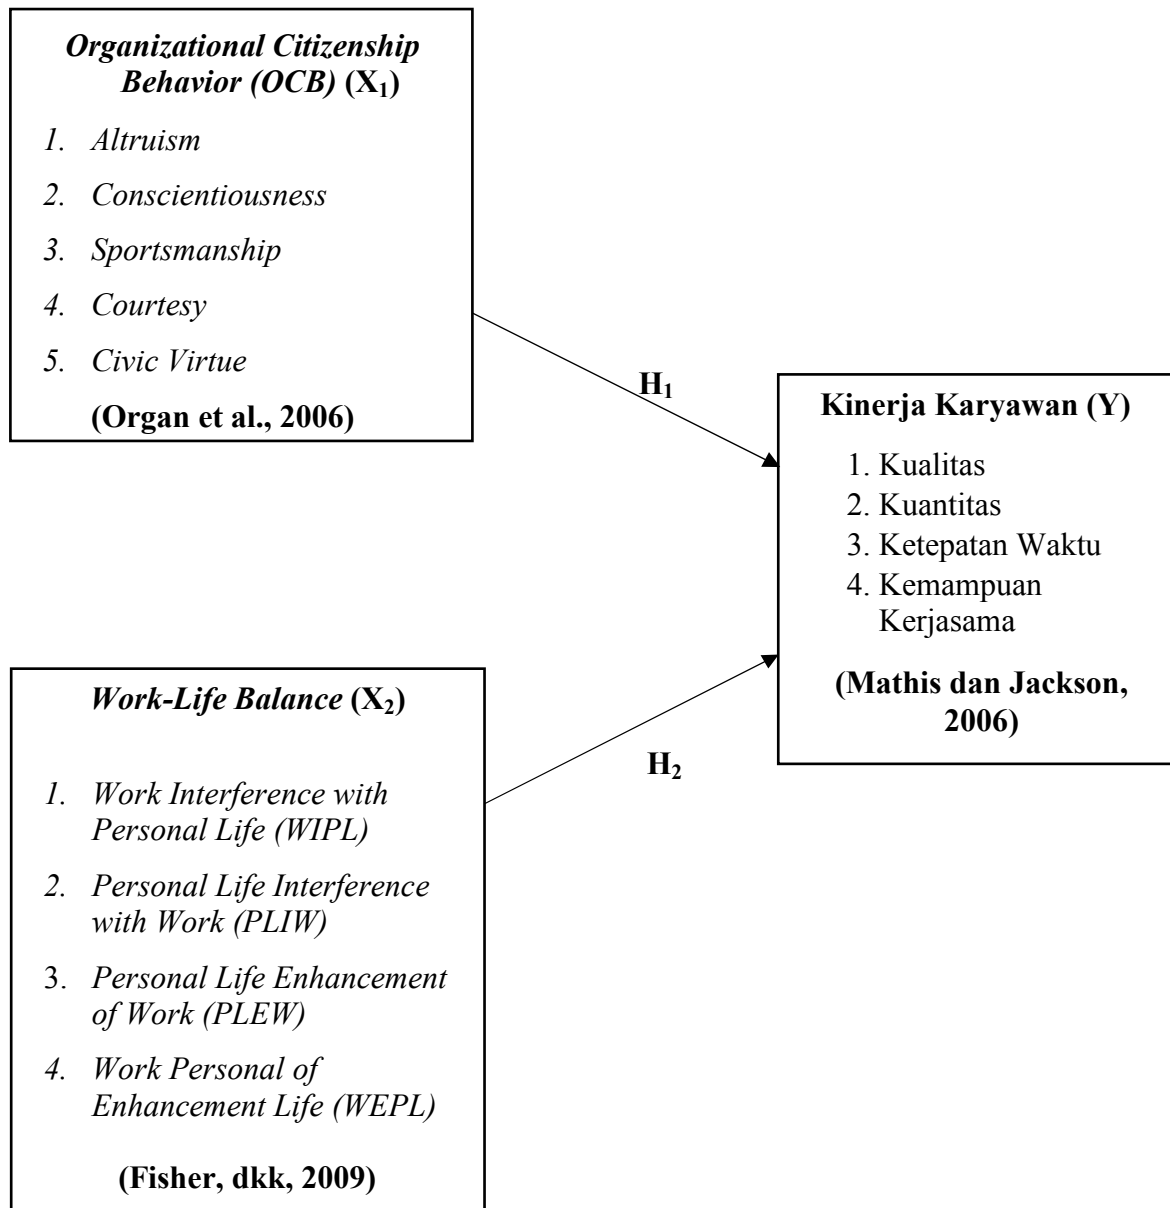 Organizational Citizenship
Behavior (OCB) (X₁)
1. Altruism
2. Conscientiousness
3. Sportsmanship
4. Courtesy
5. Civic Virtue
(Organ et al., 2006)
H₁
Kinerja Karyawan (Y)
1. Kualitas
2. Kuantitas
3. Ketepatan Waktu
4. Kemampuan
Kerjasama
(Mathis dan Jackson,
2006)
Work-Life Balance (X₂)
1. Work Interference with
Personal Life (WIPL)
2. Personal Life Interference
with Work (PLIW)
3. Personal Life Enhancement
of Work (PLEW)
4. Work Personal of
Enhancement Life (WEPL)
(Fisher, dkk, 2009)
H₂